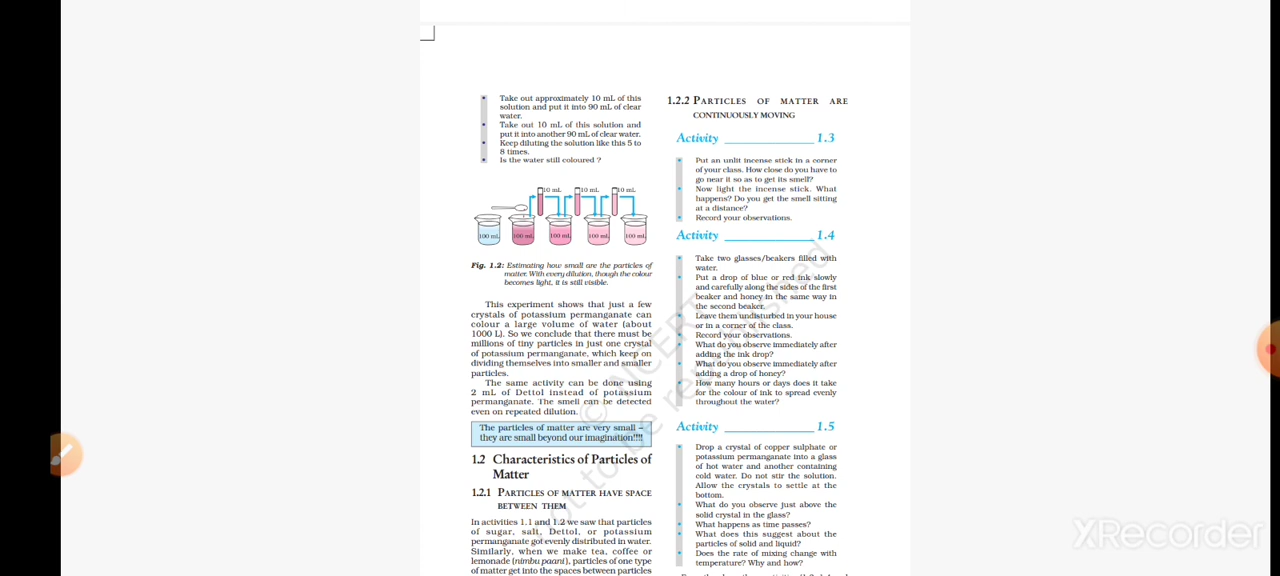 • Take out approximately 10 mL of this
solution and put it into 90 mL of clear
water.
• Take out 10 mL of this solution and
put it into another 90 mL of clear water.
• Keep diluting the solution like this 5 to
8 times.
• Is the water still coloured ?
10 mL 10 mL 10 mL
100 mL 100 mL 100 mL 100 mL 100 mL
Fig. 1.2: Estimating how small are the particles of
matter. With every dilution, though the colour
becomes light, it is still visible.
This experiment shows that just a few
crystals of potassium permanganate can
colour a large volume of water (about
1000 L). So we conclude that there must be
millions of tiny particles in just one crystal
of potassium permanganate, which keep on
dividing themselves into smaller and smaller
particles.
The same activity can be done using
2 mL of Dettol instead of potassium
permanganate. The smell can be detected
even on repeated dilution.
The particles of matter are very small –
they are small beyond our imagination!!!!
1.2 Characteristics of Particles of
Matter
1.2.1 PARTICLES OF MATTER HAVE SPACE
BETWEEN THEM
In activities 1.1 and 1.2 we saw that particles
of sugar, salt, Dettol, or potassium
permanganate got evenly distributed in water.
Similarly, when we make tea, coffee or
lemonade (nimbu paani), particles of one type
of matter get into the spaces between particles
1.2.2 PARTICLES OF MATTER ARE
CONTINUOUSLY MOVING
Activity ______________ 1.3
• Put an unlit incense stick in a corner
of your class. How close do you have to
go near it so as to get its smell?
• Now light the incense stick. What
happens? Do you get the smell sitting
at a distance?
• Record your observations.
Activity ______________ 1.4
• Take two glasses/beakers filled with
water.
• Put a drop of blue or red ink slowly
and carefully along the sides of the first
beaker and honey in the same way in
the second beaker.
• Leave them undisturbed in your house
or in a corner of the class.
• Record your observations.
• What do you observe immediately after
adding the ink drop?
• What do you observe immediately after
adding a drop of honey?
• How many hours or days does it take
for the colour of ink to spread evenly
throughout the water?
Activity ______________ 1.5
• Drop a crystal of copper sulphate or
potassium permanganate into a glass
of hot water and another containing
cold water. Do not stir the solution.
Allow the crystals to settle at the
bottom.
• What do you observe just above the
solid crystal in the glass?
• What happens as time passes?
• What does this suggest about the
particles of solid and liquid?
• Does the rate of mixing change with
temperature? Why and how?
© NCERT
not to be republished
XRecorder